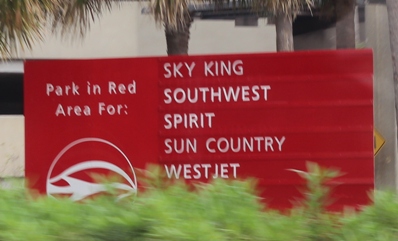 Park in Red
Area For:
SKY KING
SOUTHWEST
SPIRIT
SUN COUNTRY
WESTJET